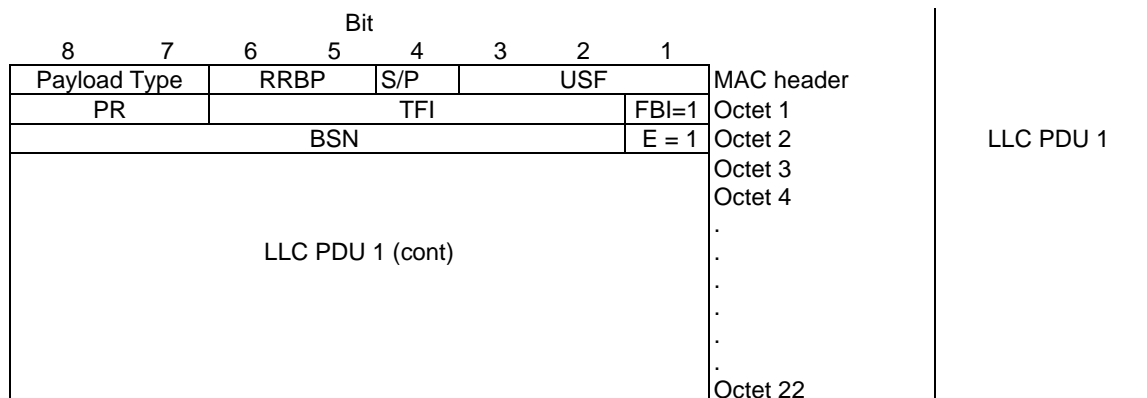 Bit
8 7 6 5 4 3 2 1
Payload Type RRBP S/P USF MAC header
PR TFI FBI=1 Octet 1
BSN E = 1 Octet 2 LLC PDU 1
Octet 3
Octet 4
.
LLC PDU 1 (cont) .
.
.
.
.
Octet 22